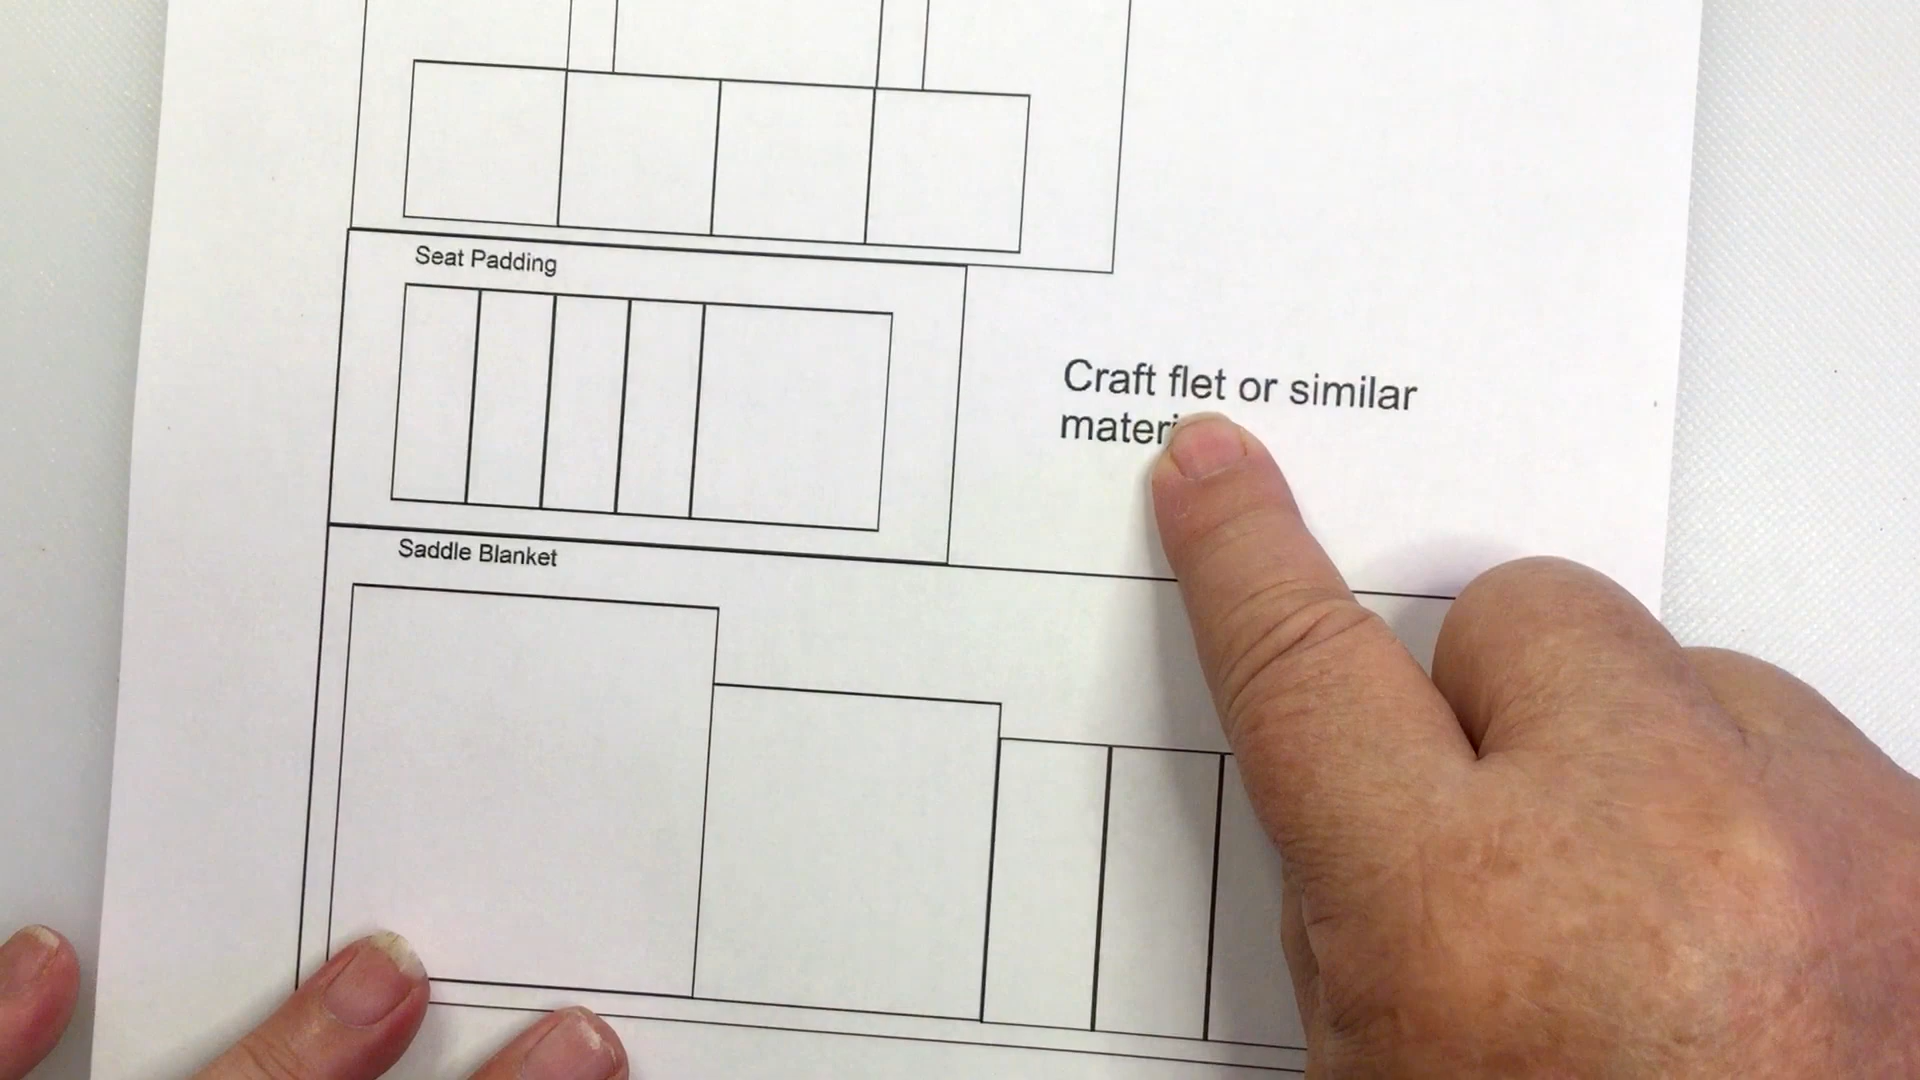 Seat Padding
Craft flet or similar
Saddle Blanket